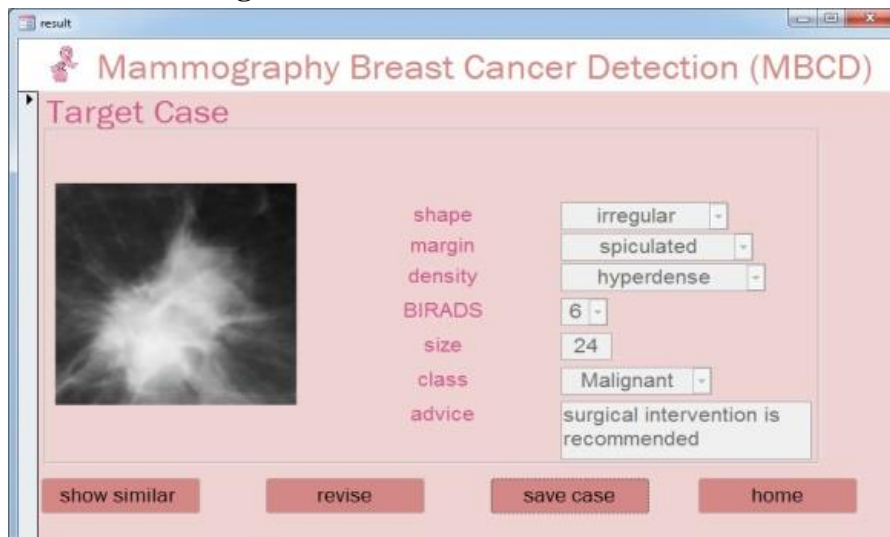 result
Mammography Breast Cancer Detection (MBCD)
Target Case
shape irregular
margin spiculated
density hyperdense
BIRADS 6
size 24
class Malignant
advice surgical intervention is
recommended
show similar revise save case home